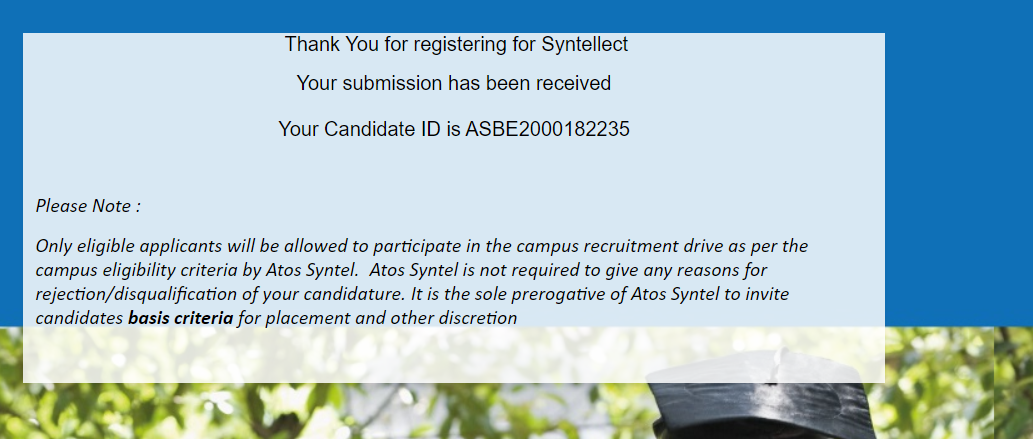 Thank You for registering for Syntellect
Your submission has been received
Your Candidate ID is ASBE2000182235
Please Note :
Only eligible applicants will be allowed to participate in the campus recruitment drive as per the
campus eligibility criteria by Atos Syntel.  Atos Syntel is not required to give any reasons for
rejection/disqualification of your candidature. It is the sole prerogative of Atos Syntel to invite
candidates basis criteria for placement and other discretion